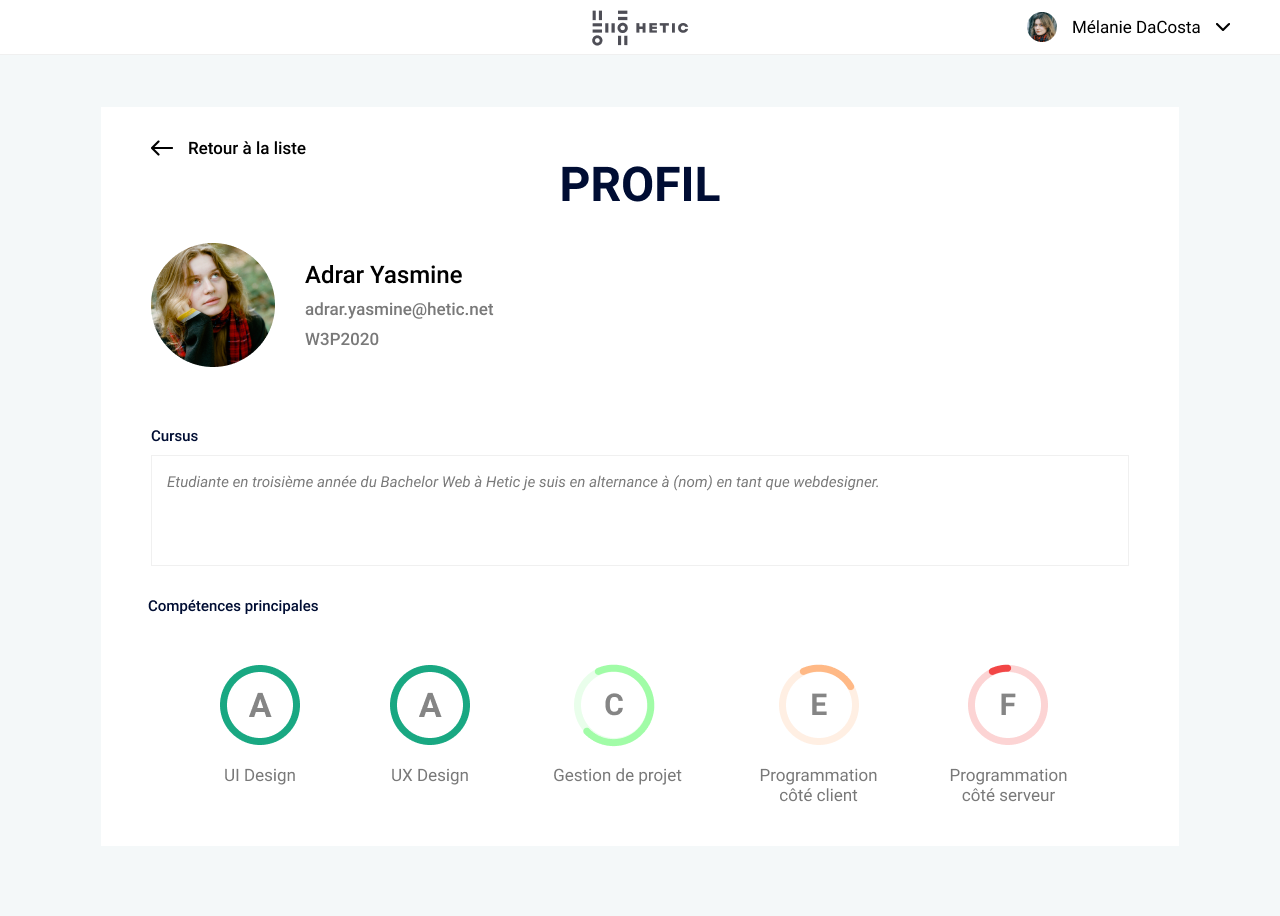 HETIC
Mélanie DaCosta
Retour à la liste
PROFIL
Adrar Yasmine
adrar.yasmine@hetic.net
W3P2020
Cursus
Etudiante en troisième année du Bachelor Web à Hetic je suis en alternance à (nom) en tant que webdesigner.
Compétences principales
A
A
C
E
F
UI Design
UX Design
Gestion de projet
Programmation
côté client
Programmation
côté serveur